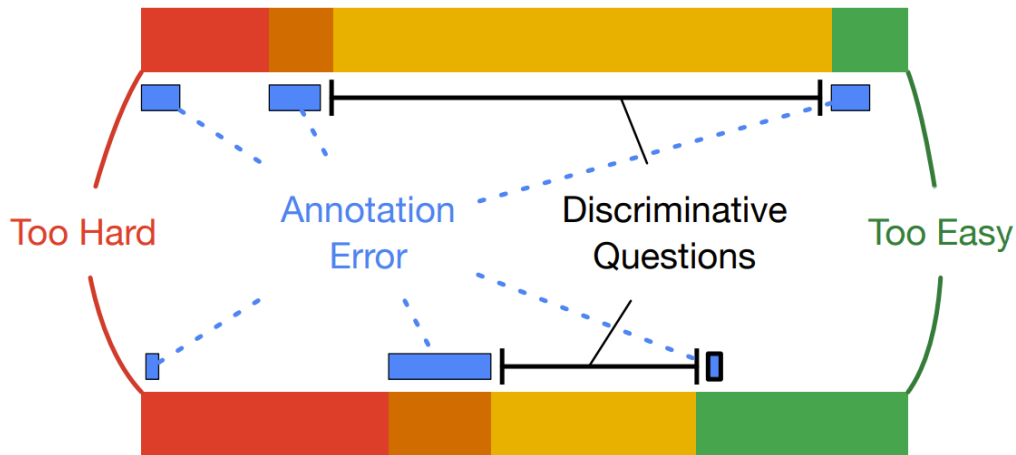 Too Hard
Annotation
Error
Discriminative
Questions
Too Easy